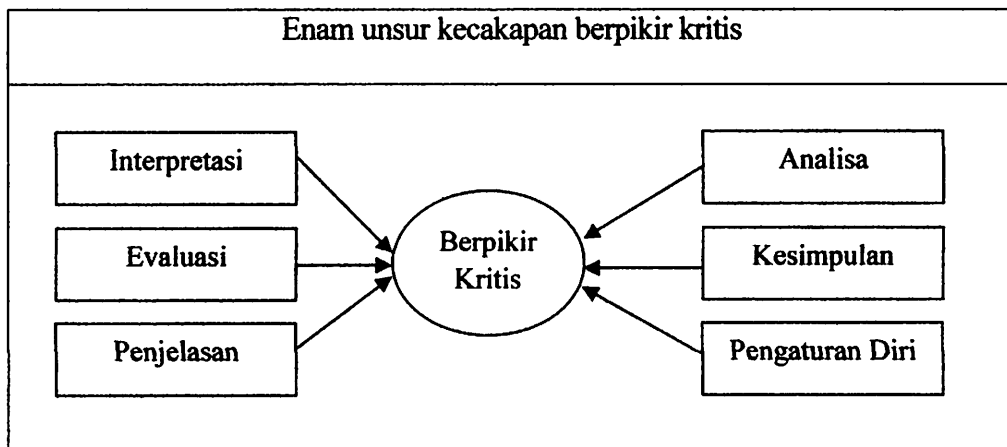 Enam unsur kecakapan berpikir kritis
Interpretasi
Evaluasi
Penjelasan
Berpikir
Kritis
Analisa
Kesimpulan
Pengaturan Diri